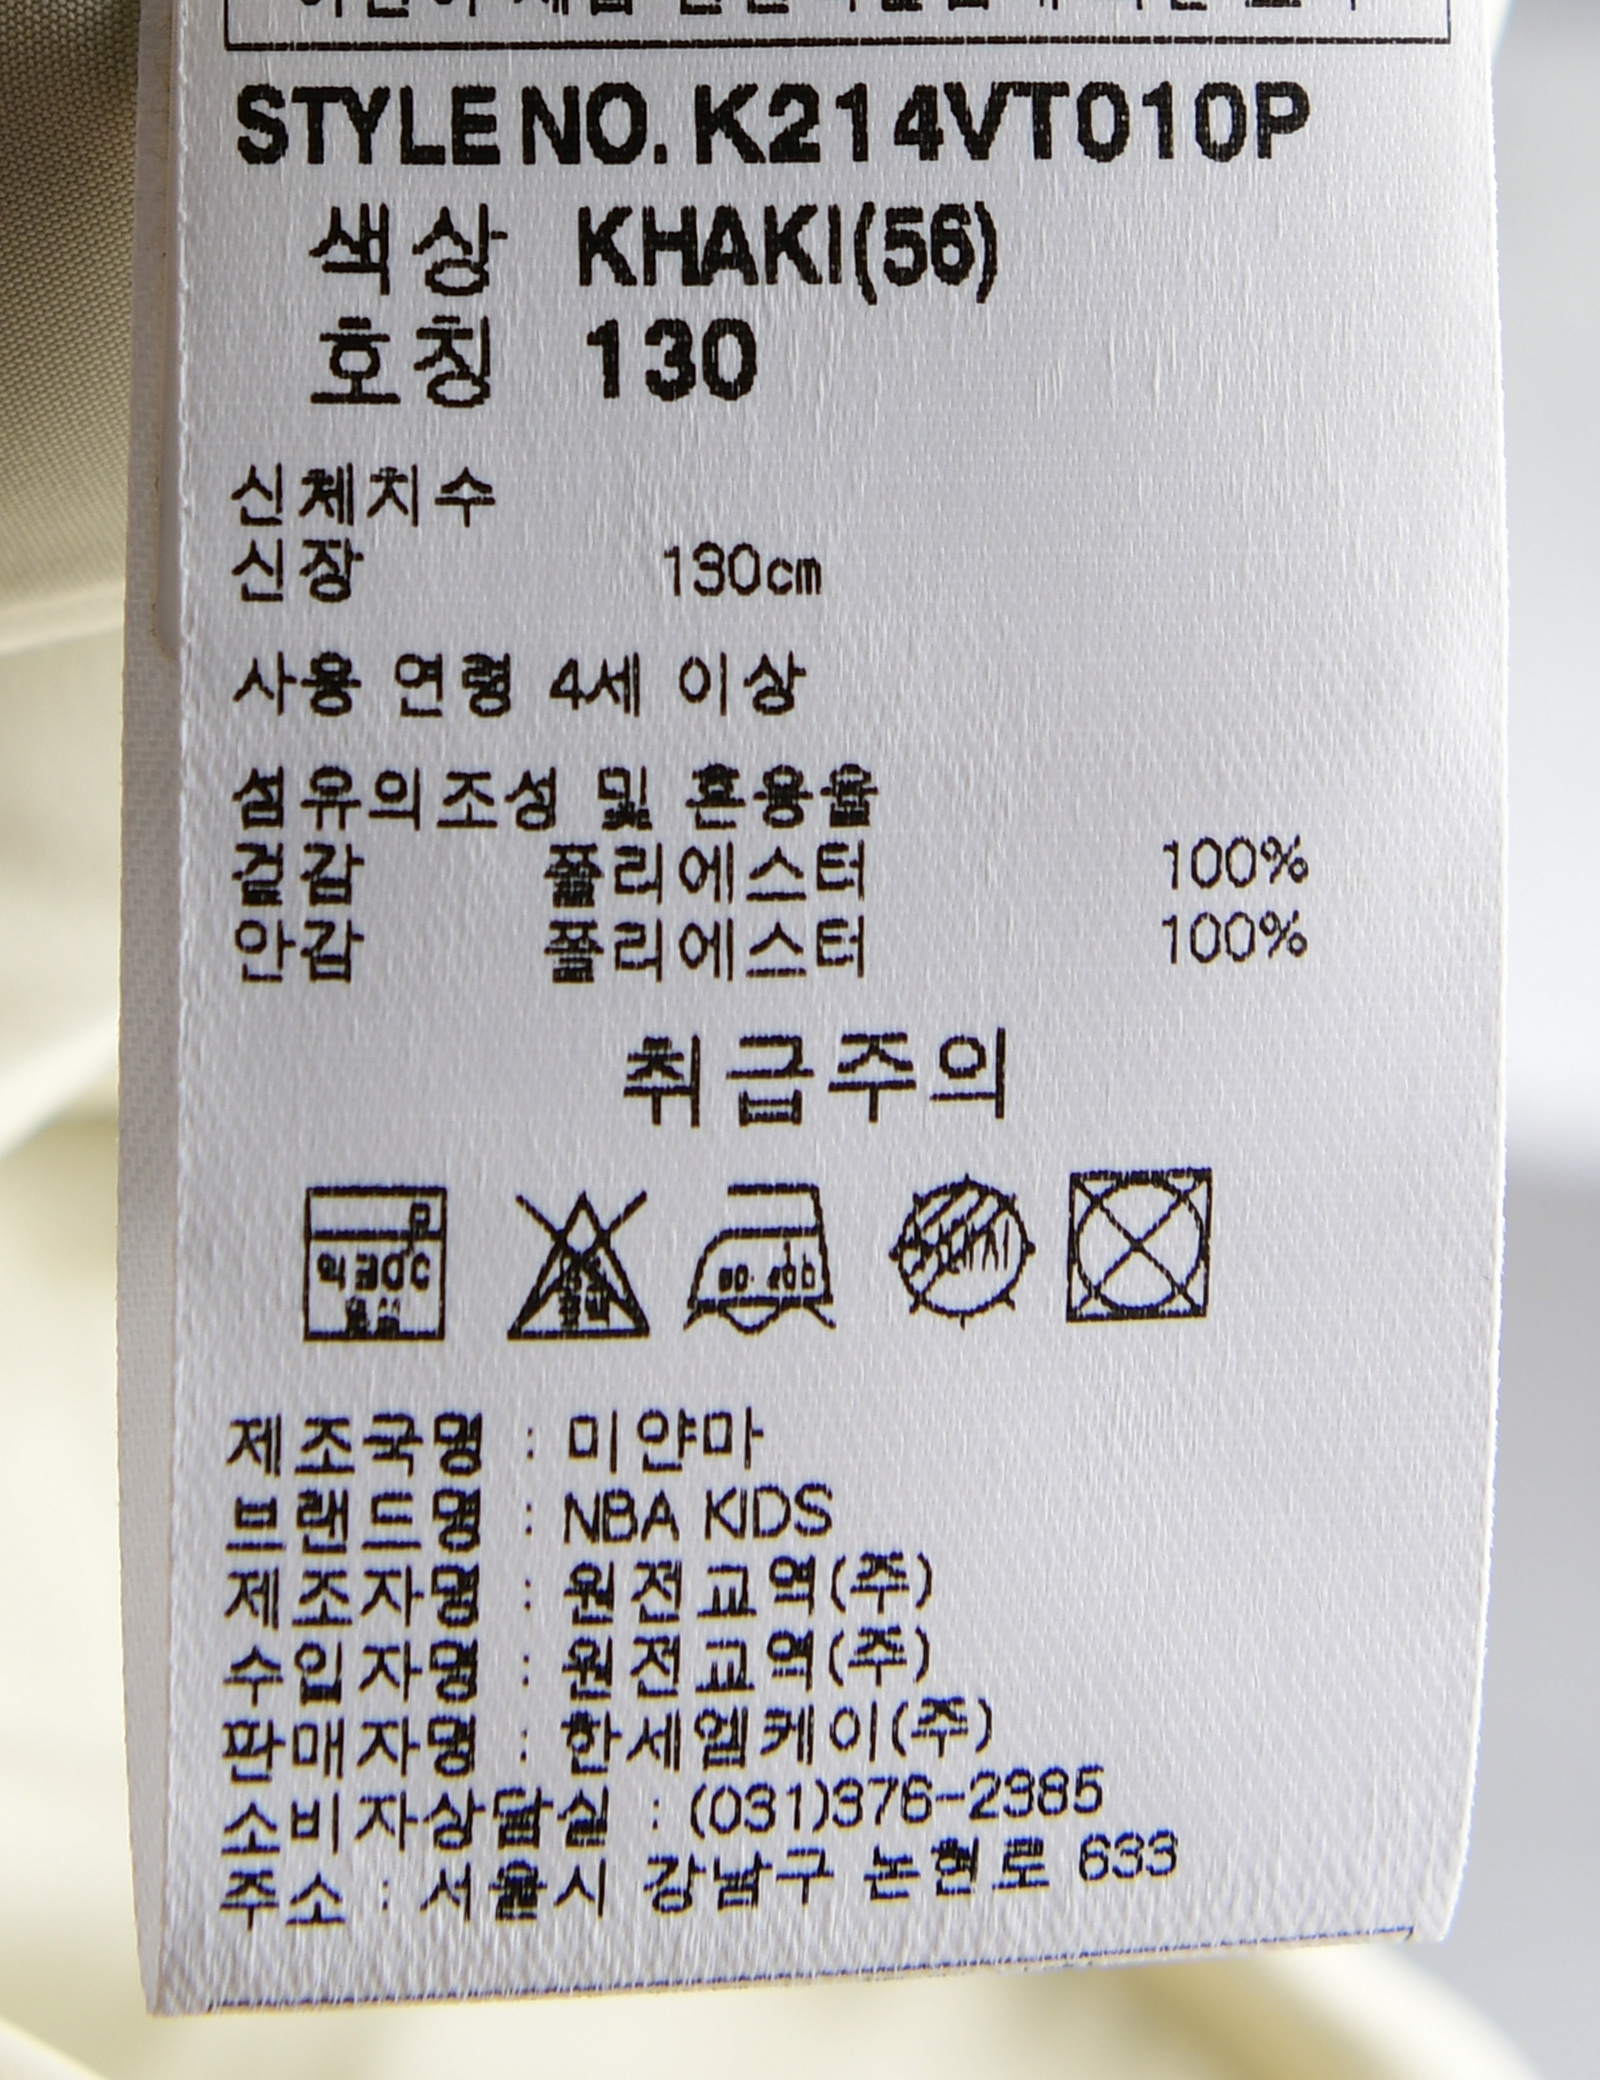 STYLE NO. K214VT010P
색상 KHAKI(56)
호칭 130
신체치수
신장 130cm
사용 연령 4세 이상
섬유의조성 및 혼용율
겉감 폴리에스터 100%
안감 폴리에스터 100%
취급주의
제조국명 : 미얀마
브랜드명 : NBA KIDS
제조자명 : 원전교역(주)
수입자명 : 원전교역(주)
판매자명 : 한세엠케이(주)
소비자상담실 : (031)376-2385
주소 : 서울시 강남구 논현로 633